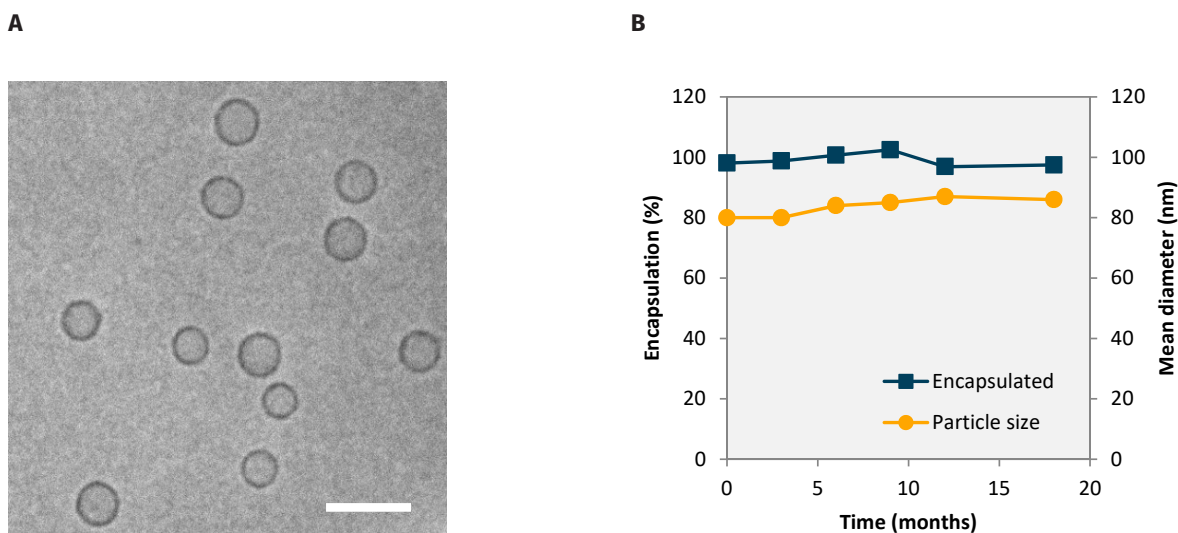 A
B
120
100
80
60
40
20
0
Encapsulation (%)
120
100
80
60
40
20
0
Mean diameter (nm)
Encapsulated
Particle size
0 5 10 15 20
Time (months)